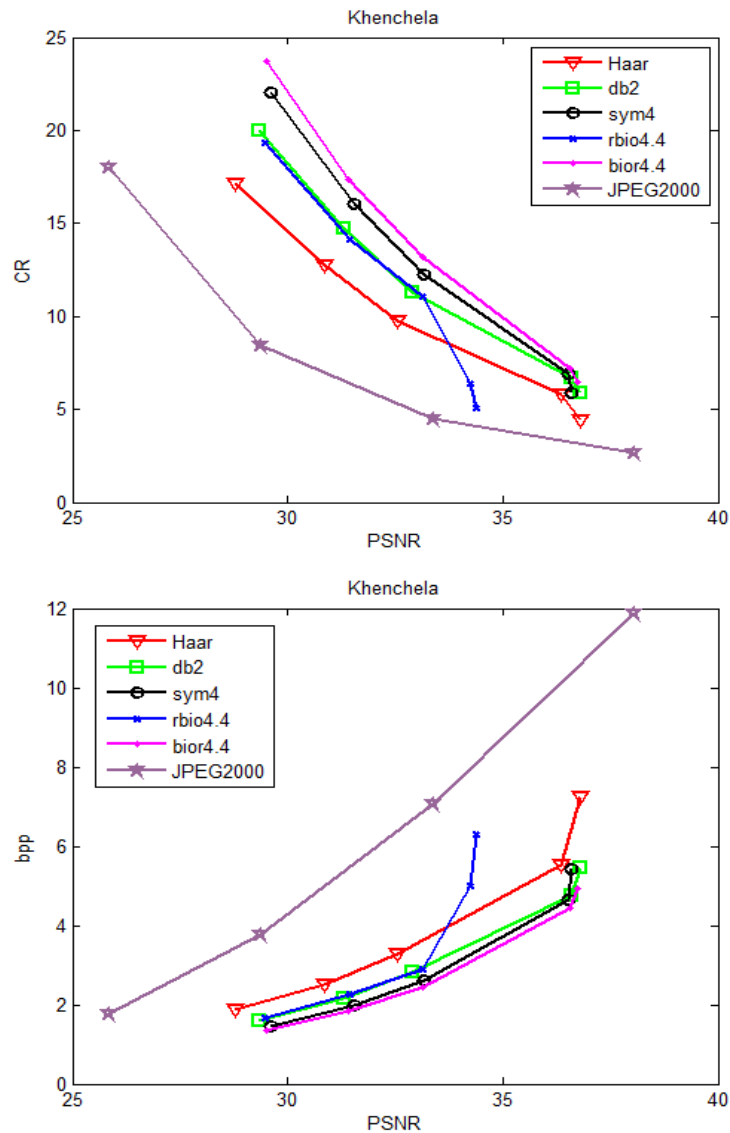 Khenchela
25
20
15
10
5
0
CR
25
30
35
40
PSNR
Haar
db2
sym4
rbio4.4
bior4.4
JPEG2000
Khenchela
12
10
8
6
4
2
0
bpp
25
30
35
40
PSNR
Haar
db2
sym4
rbio4.4
bior4.4
JPEG2000